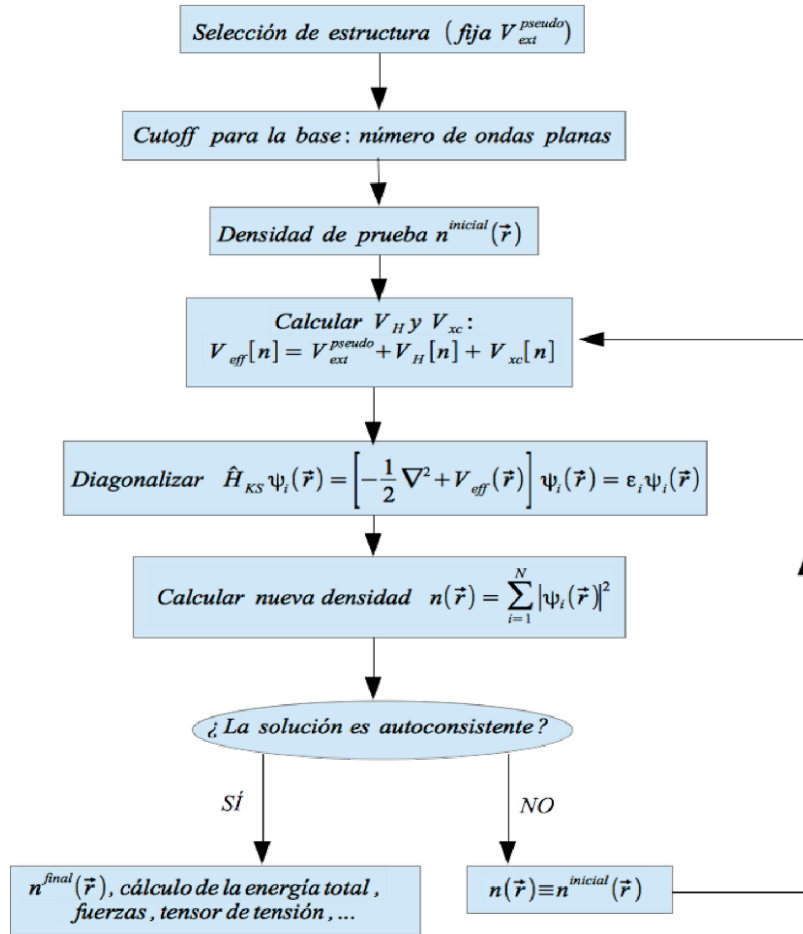 Selección de estructura (fija V_ext^pseudo)
Cutoff para la base: número de ondas planas
Densidad de prueba n^inicial(r⃗)
Calcular V_H y V_xc:
V_eff[n] = V_ext^pseudo + V_H[n] + V_xc[n]
Diagonalizar Ĥ_KS ψ_i(r⃗) = [-1/2 ∇² + V_eff(r⃗)] ψ_i(r⃗) = ε_i ψ_i(r⃗)
Calcular nueva densidad n(r⃗) = ∑_{i=1}^{N} |ψ_i(r⃗)|²
¿La solución es autoconsistente?
SÍ
NO
n^final(r⃗), cálculo de la energía total,
fuerzas, tensor de tensión, ...
n(r⃗) ≡ n^inicial(r⃗)